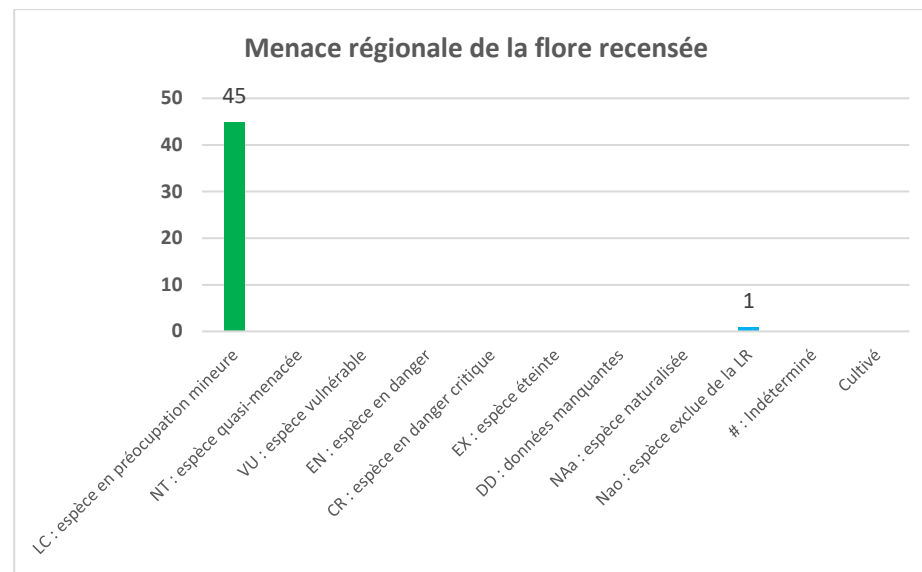 Menace régionale de la flore recensée
50
45
40
30
20
10
1
0
LC : espèce en préocupation mineure
NT : espèce quasi-menacée
VU : espèce vulnérable
EN : espèce en danger
CR : espèce en danger critique
EX : espèce éteinte
DD : données manquantes
NAa : espèce naturalisée
Nao : espèce exclue de la LR
# : Indéterminé
Cultivé